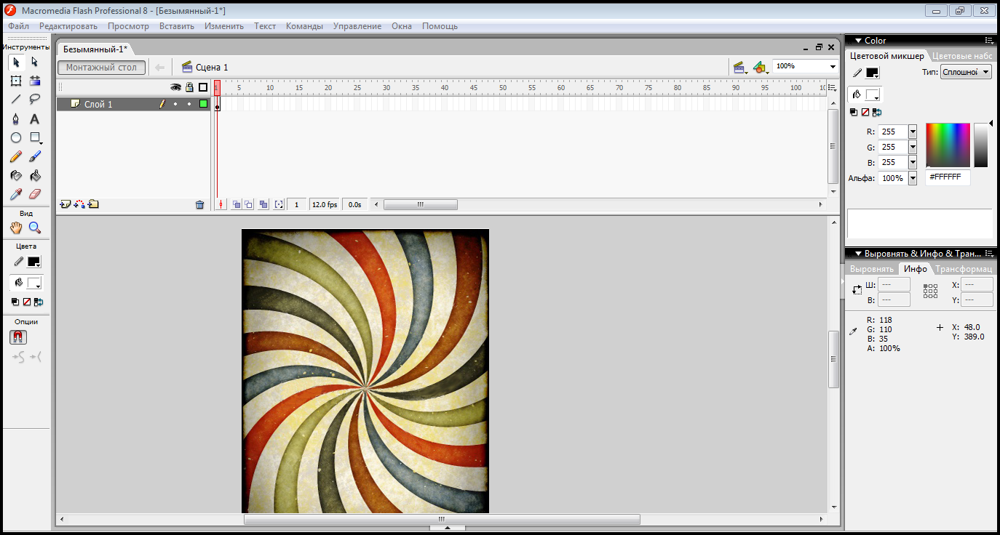 Macromedia Flash Professional 8 - [Безымянный-1*]
Файл Редактировать Просмотр Вставить Изменить Текст Команды Управление Окна Помощь
Инструменты
Вид
Цвета
Опции
Безымянный-1*
Монтажный стол Сцена 1 100%
1 5 10 15 20 25 30 35 40 45 50 55 60 65 70 75 80 85 90 95 100 10
Слой 1
1 12.0 fps 0.0s
Color
Цветовой микшер Цветовые набс
Тип: Сплошной
R: 255
G: 255
B: 255
Альфа: 100% #FFFFFF
Выровнять & Инфо & Тран...
Выровнять Инфо Трансформац
Ш: --- X: ---
В: --- Y: ---
R: 118
G: 110
B: 35
A: 100%
X: 48.0
Y: 389.0